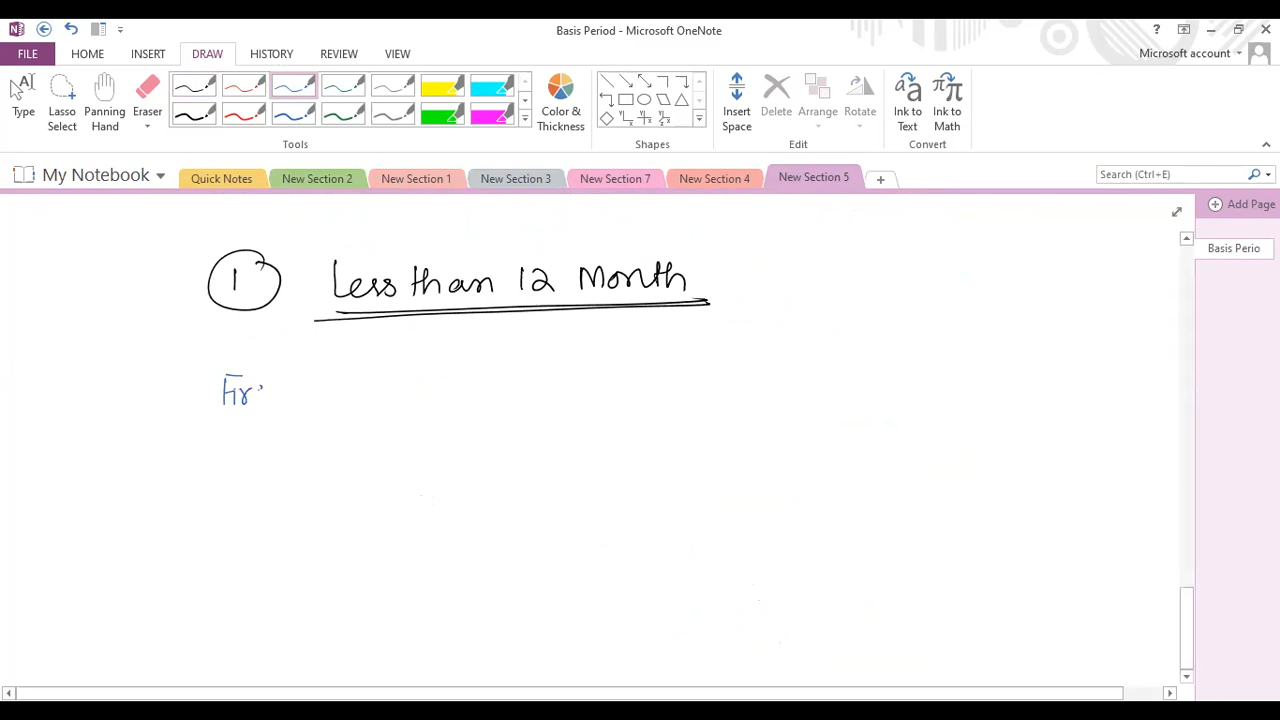 Basis Period - Microsoft OneNote
FILE HOME INSERT DRAW HISTORY REVIEW VIEW Microsoft account
Type Lasso Select Panning Hand Eraser Color & Thickness Insert Space Delete Arrange Rotate Ink to Text Ink to Math
Tools Shapes Edit Convert
My Notebook Quick Notes New Section 2 New Section 1 New Section 3 New Section 7 New Section 4 New Section 5 Search (Ctrl+E)
Add Page
Basis Perio
1 Less than 12 Month
Fir